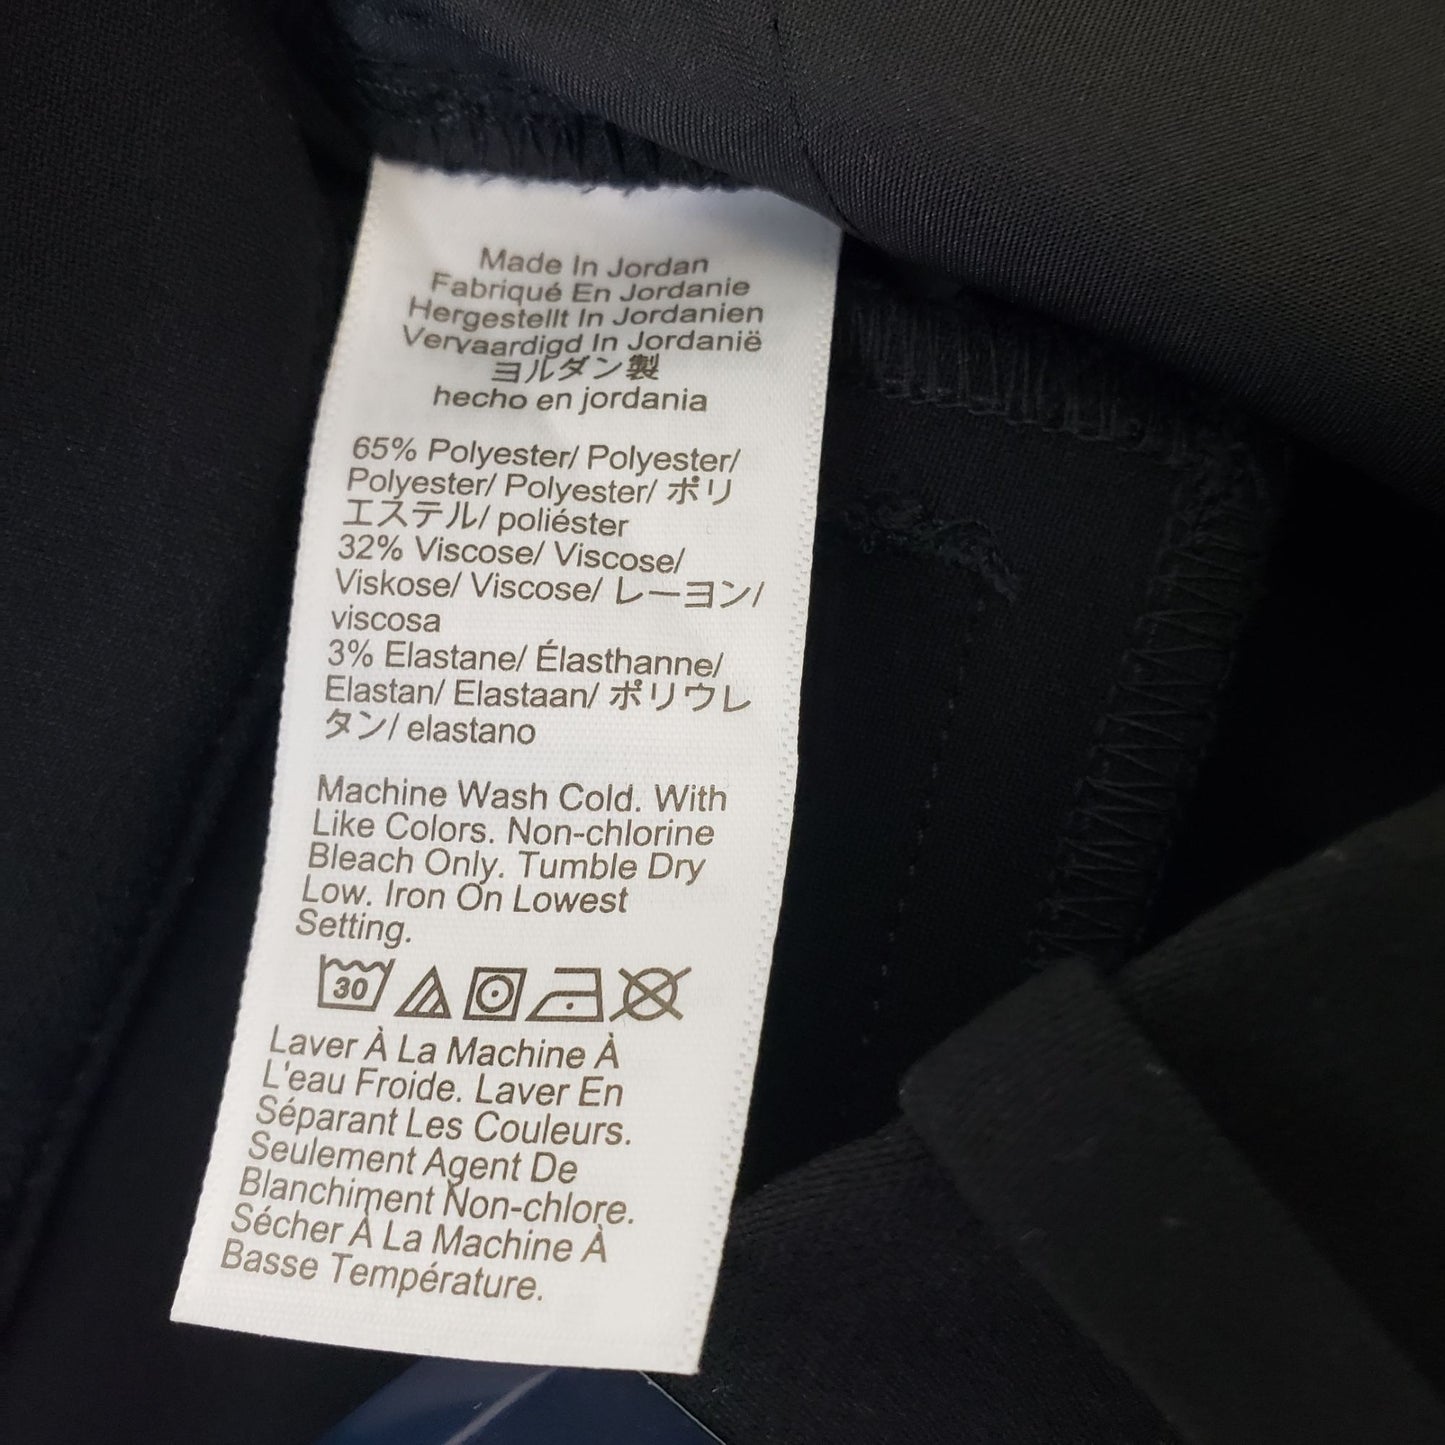 Made In Jordan
Fabriqué En Jordanie
Hergestellt In Jordanien
Vervaardigd In Jordanië
ヨルダン製
hecho en jordania
65% Polyester/ Polyester/
Polyester/ Polyester/ ポリ
エステル/ poliéster
32% Viscose/ Viscose/
Viskose/ Viscose/ レーヨン/
viscosa
3% Elastane/ Élasthanne/
Elastan/ Elastaan/ ポリウレ
タン/ elastano
Machine Wash Cold. With
Like Colors. Non-chlorine
Bleach Only. Tumble Dry
Low. Iron On Lowest
Setting.
30
Laver À La Machine À
L'eau Froide. Laver En
Séparant Les Couleurs.
Seulement Agent De
Blanchiment Non-chlore.
Sécher À La Machine À
Basse Température.